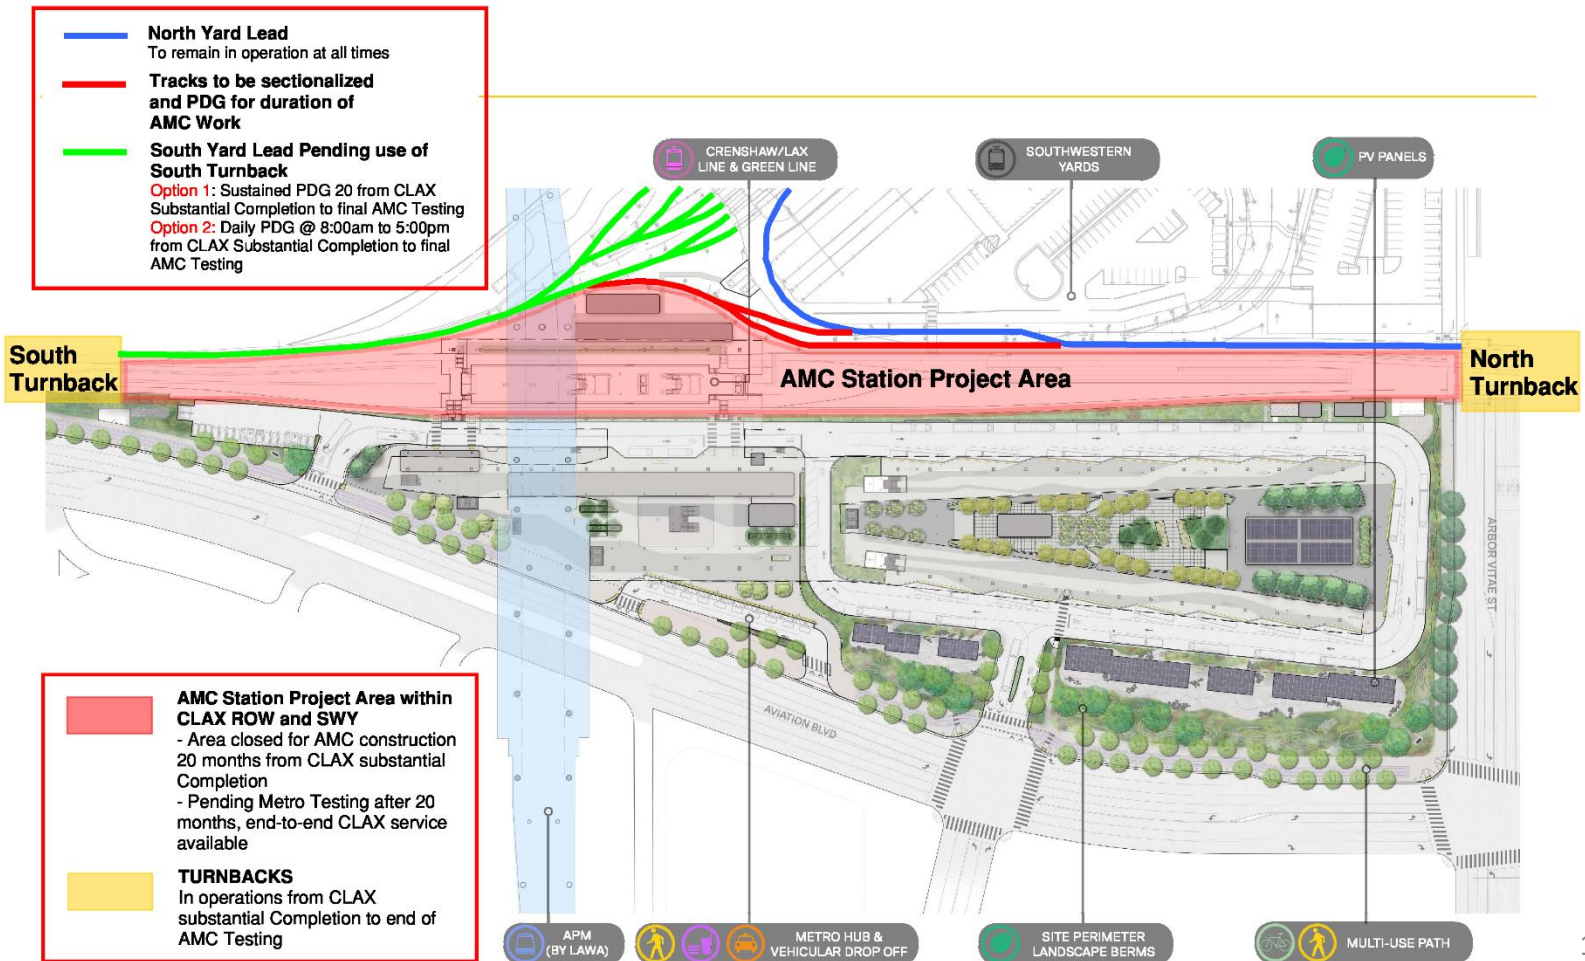 North Yard Lead
To remain in operation at all times
Tracks to be sectionalized
and PDG for duration of
AMC Work
South Yard Lead Pending use of
South Turnback
Option 1: Sustained PDG 20 from CLAX
Substantial Completion to final AMC Testing
Option 2: Daily PDG @ 8:00am to 5:00pm
from CLAX Substantial Completion to final
AMC Testing
CRENSHAW/LAX
LINE & GREEN LINE
SOUTHWESTERN
YARDS
PV PANELS
South
Turnback
AMC Station Project Area
North
Turnback
ARBOR VITAE ST
AVIATION BLVD
AMC Station Project Area within
CLAX ROW and SWY
- Area closed for AMC construction
20 months from CLAX substantial
Completion
- Pending Metro Testing after 20
months, end-to-end CLAX service
available
TURNBACKS
In operations from CLAX
substantial Completion to end of
AMC Testing
APM
(BY LAWA)
METRO HUB &
VEHICULAR DROP OFF
SITE PERIMETER
LANDSCAPE BERMS
MULTI-USE PATH